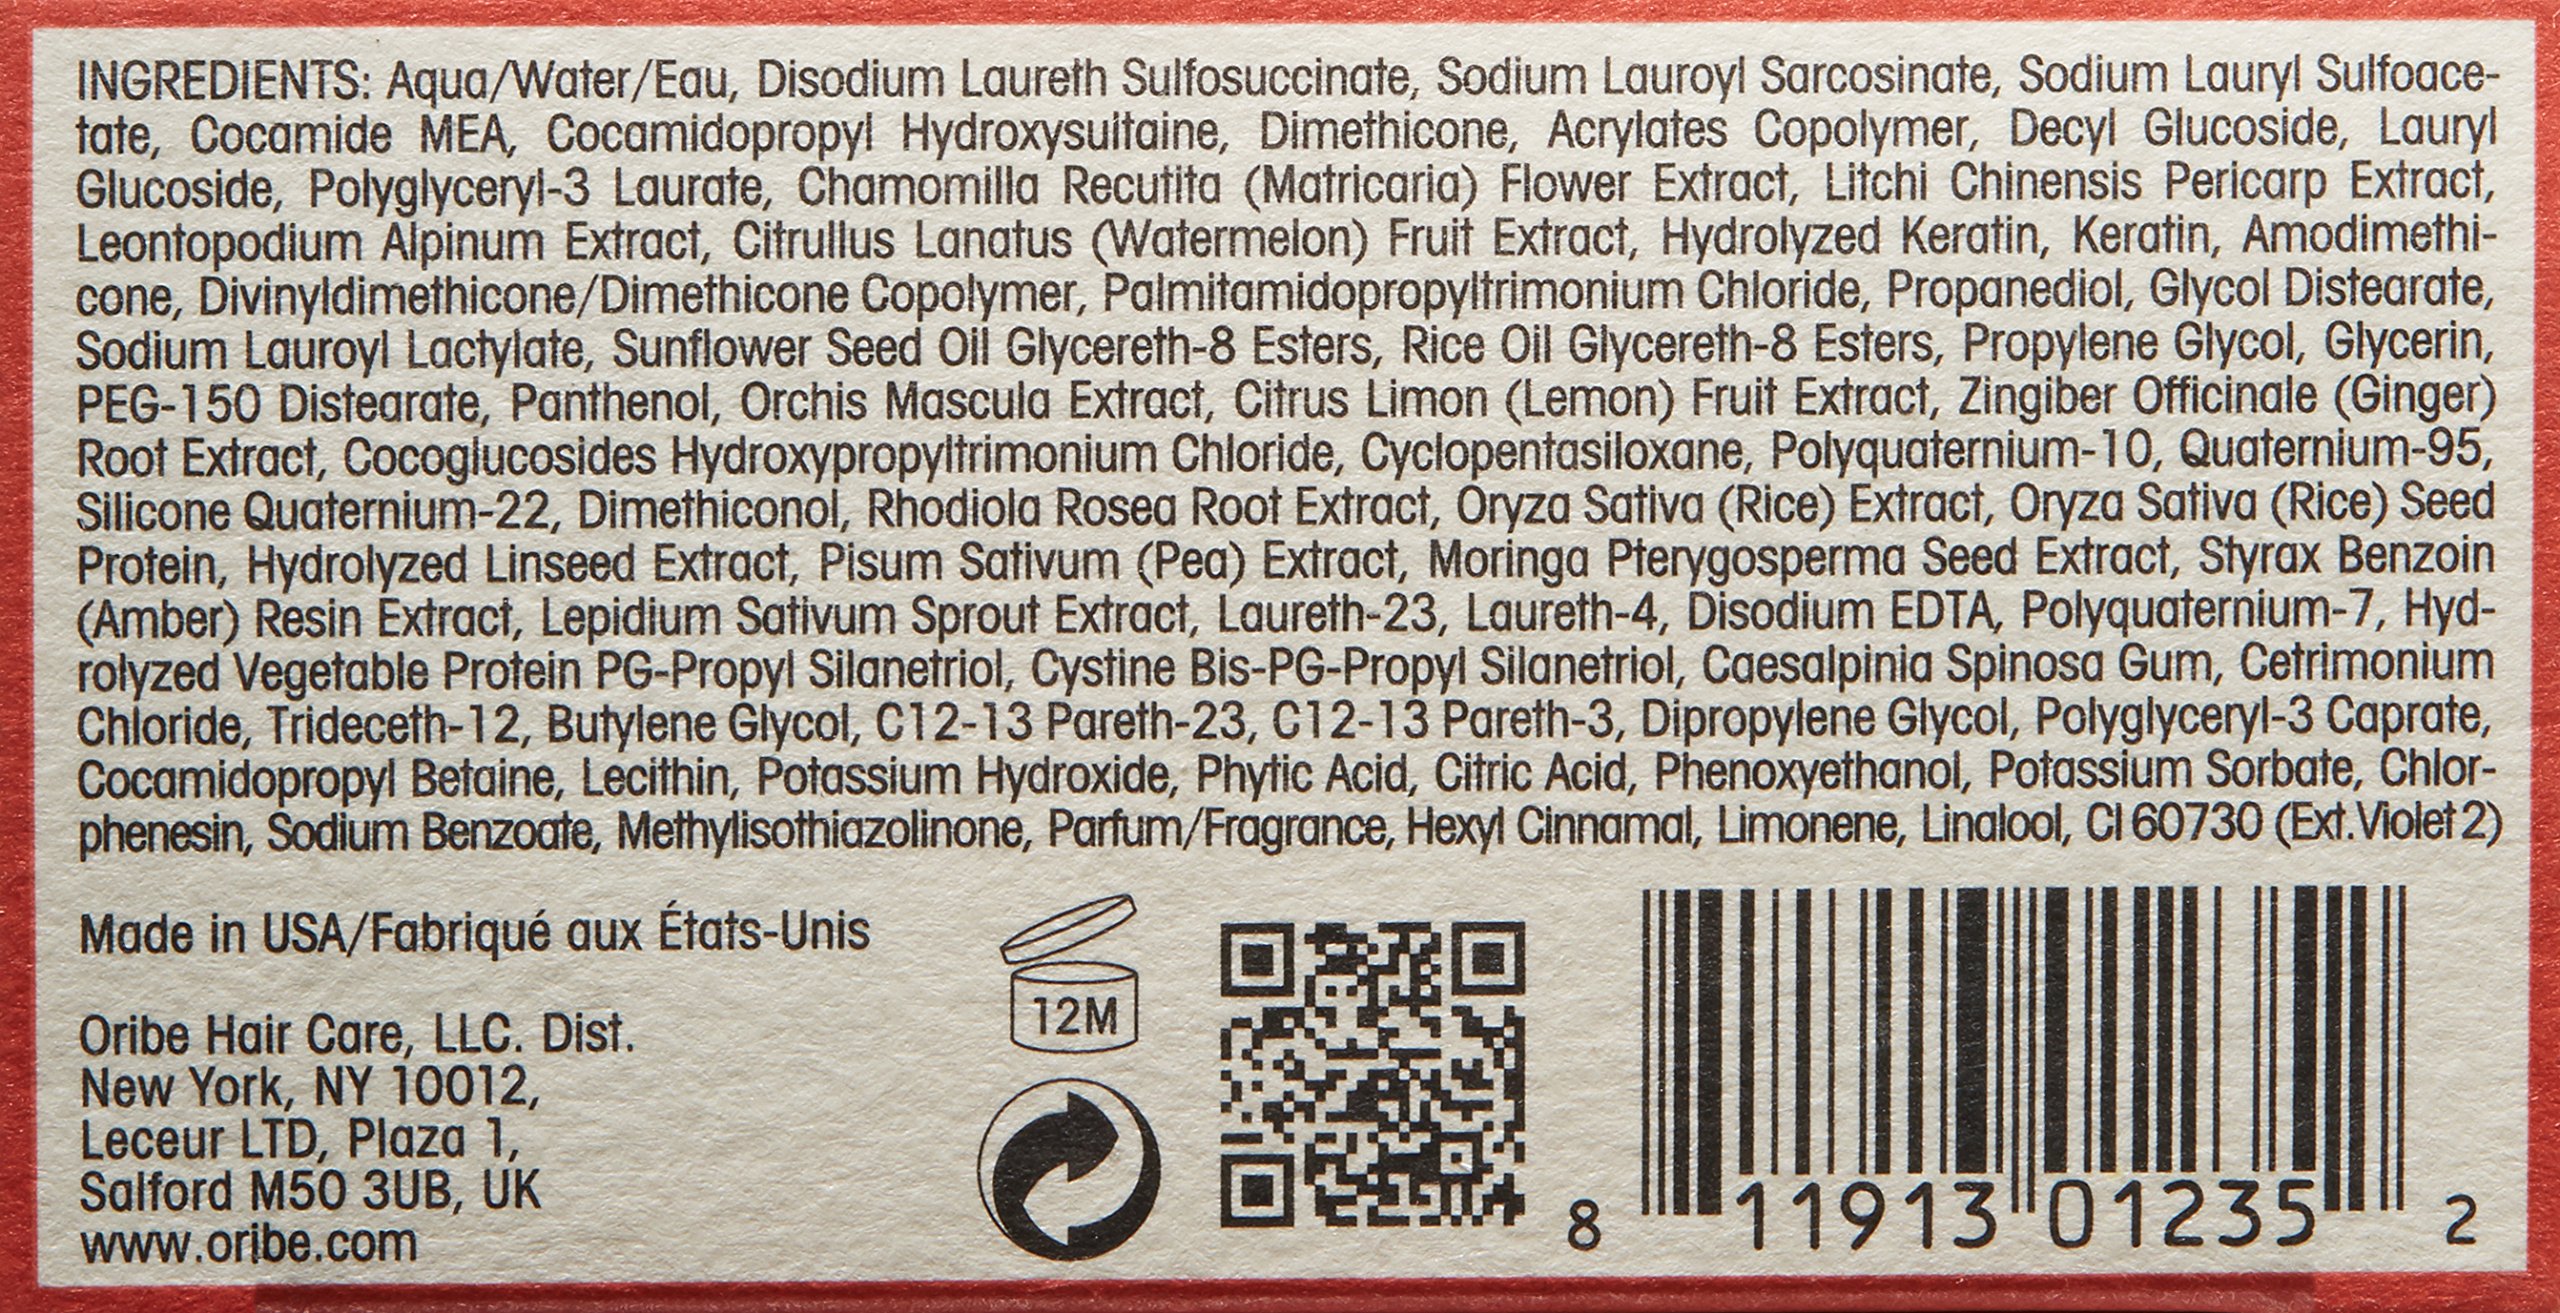 INGREDIENTS: Aqua/Water/Eau, Disodium Laureth Sulfosuccinate, Sodium Lauroyl Sarcosinate, Sodium Lauryl Sulfoace-
tate, Cocamide MEA, Cocamidopropyl Hydroxysultaine, Dimethicone, Acrylates Copolymer, Decyl Glucoside, Lauryl
Glucoside, Polyglyceryl-3 Laurate, Chamomilla Recutita (Matricaria) Flower Extract, Litchi Chinensis Pericarp Extract,
Leontopodium Alpinum Extract, Citrullus Lanatus (Watermelon) Fruit Extract, Hydrolyzed Keratin, Keratin, Amodimethi-
cone, Divinyldimethicone/Dimethicone Copolymer, Palmitamidopropyltrimonium Chloride, Propanediol, Glycol Distearate,
Sodium Lauroyl Lactylate, Sunflower Seed Oil Glycereth-8 Esters, Rice Oil Glycereth-8 Esters, Propylene Glycol, Glycerin,
PEG-150 Distearate, Panthenol, Orchis Mascula Extract, Citrus Limon (Lemon) Fruit Extract, Zingiber Officinale (Ginger)
Root Extract, Cocoglucosides Hydroxypropyltrimonium Chloride, Cyclopentasiloxane, Polyquaternium-10, Quaternium-95,
Silicone Quaternium-22, Dimethiconol, Rhodiola Rosea Root Extract, Oryza Sativa (Rice) Extract, Oryza Sativa (Rice) Seed
Protein, Hydrolyzed Linseed Extract, Pisum Sativum (Pea) Extract, Moringa Pterygosperma Seed Extract, Styrax Benzoin
(Amber) Resin Extract, Lepidium Sativum Sprout Extract, Laureth-23, Laureth-4, Disodium EDTA, Polyquaternium-7, Hyd-
rolyzed Vegetable Protein PG-Propyl Silanetriol, Cystine Bis-PG-Propyl Silanetriol, Caesalpinia Spinosa Gum, Cetrimonium
Chloride, Trideceth-12, Butylene Glycol, C12-13 Pareth-23, C12-13 Pareth-3, Dipropylene Glycol, Polyglyceryl-3 Caprate,
Cocamidopropyl Betaine, Lecithin, Potassium Hydroxide, Phytic Acid, Citric Acid, Phenoxyethanol, Potassium Sorbate, Chlor-
phenesin, Sodium Benzoate, Methylisothiazolinone, Parfum/Fragrance, Hexyl Cinnamal, Limonene, Linalool, CI 60730 (Ext.Violet 2)
Made in USA/Fabriqué aux États-Unis
Oribe Hair Care, LLC. Dist.
New York, NY 10012,
Leceur LTD, Plaza 1,
Salford M50 3UB, UK
www.oribe.com
12M
8 11913 01235 2